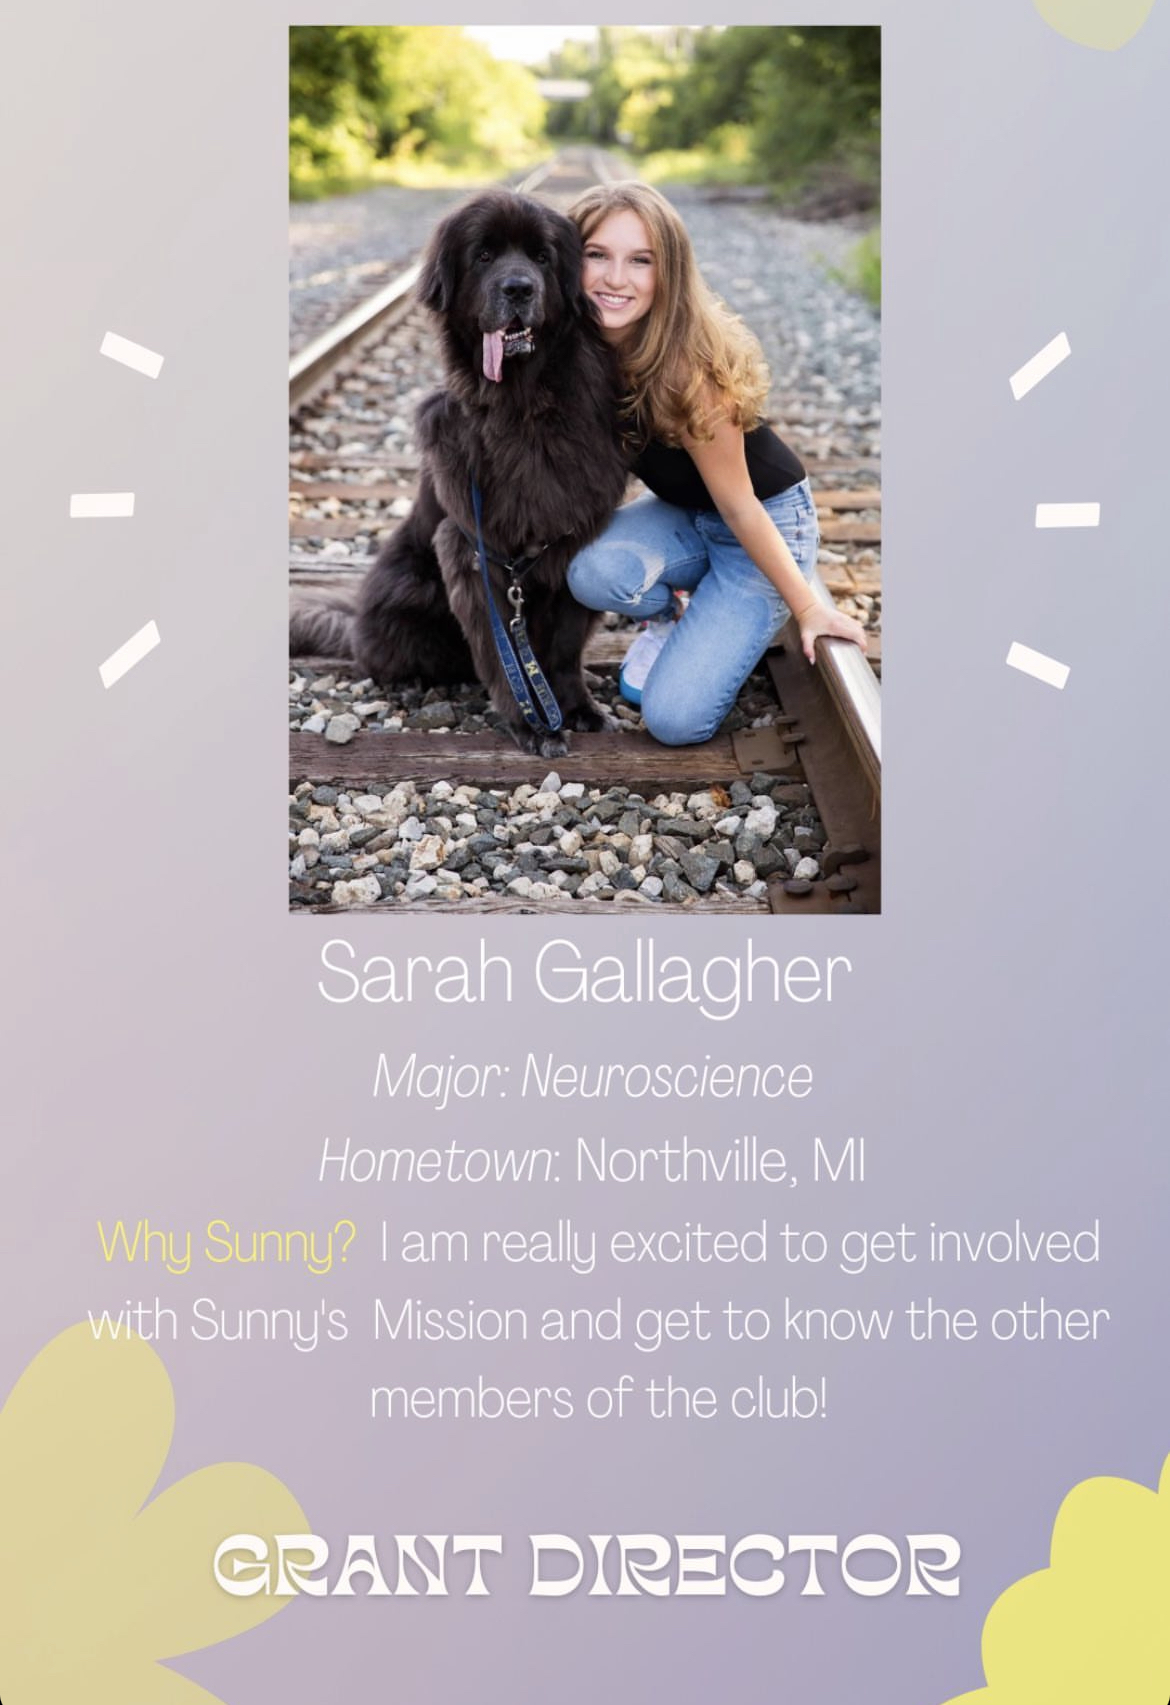 Sarah Gallagher
Major: Neuroscience
Hometown: Northville, MI
Why Sunny? I am really excited to get involved
with Sunny's Mission and get to know the other
members of the club!
GRANT DIRECTOR